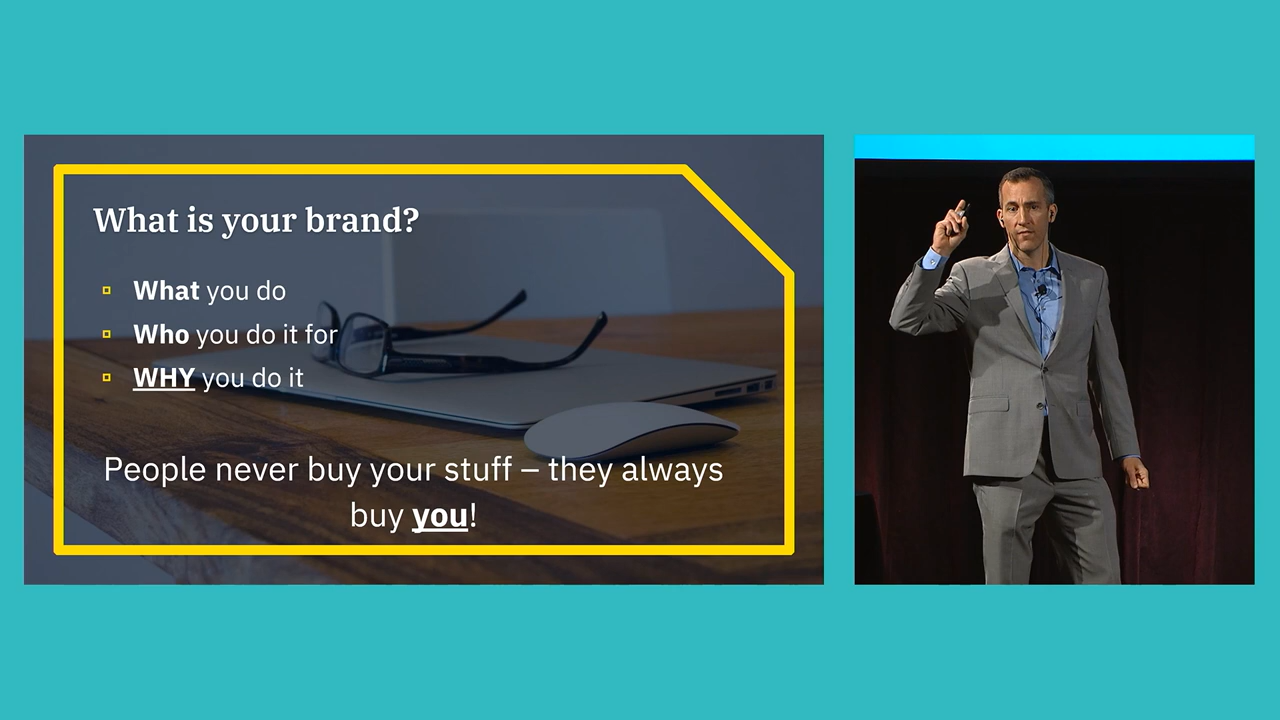 What is your brand?
What you do
Who you do it for
WHY you do it
People never buy your stuff – they always
buy you!